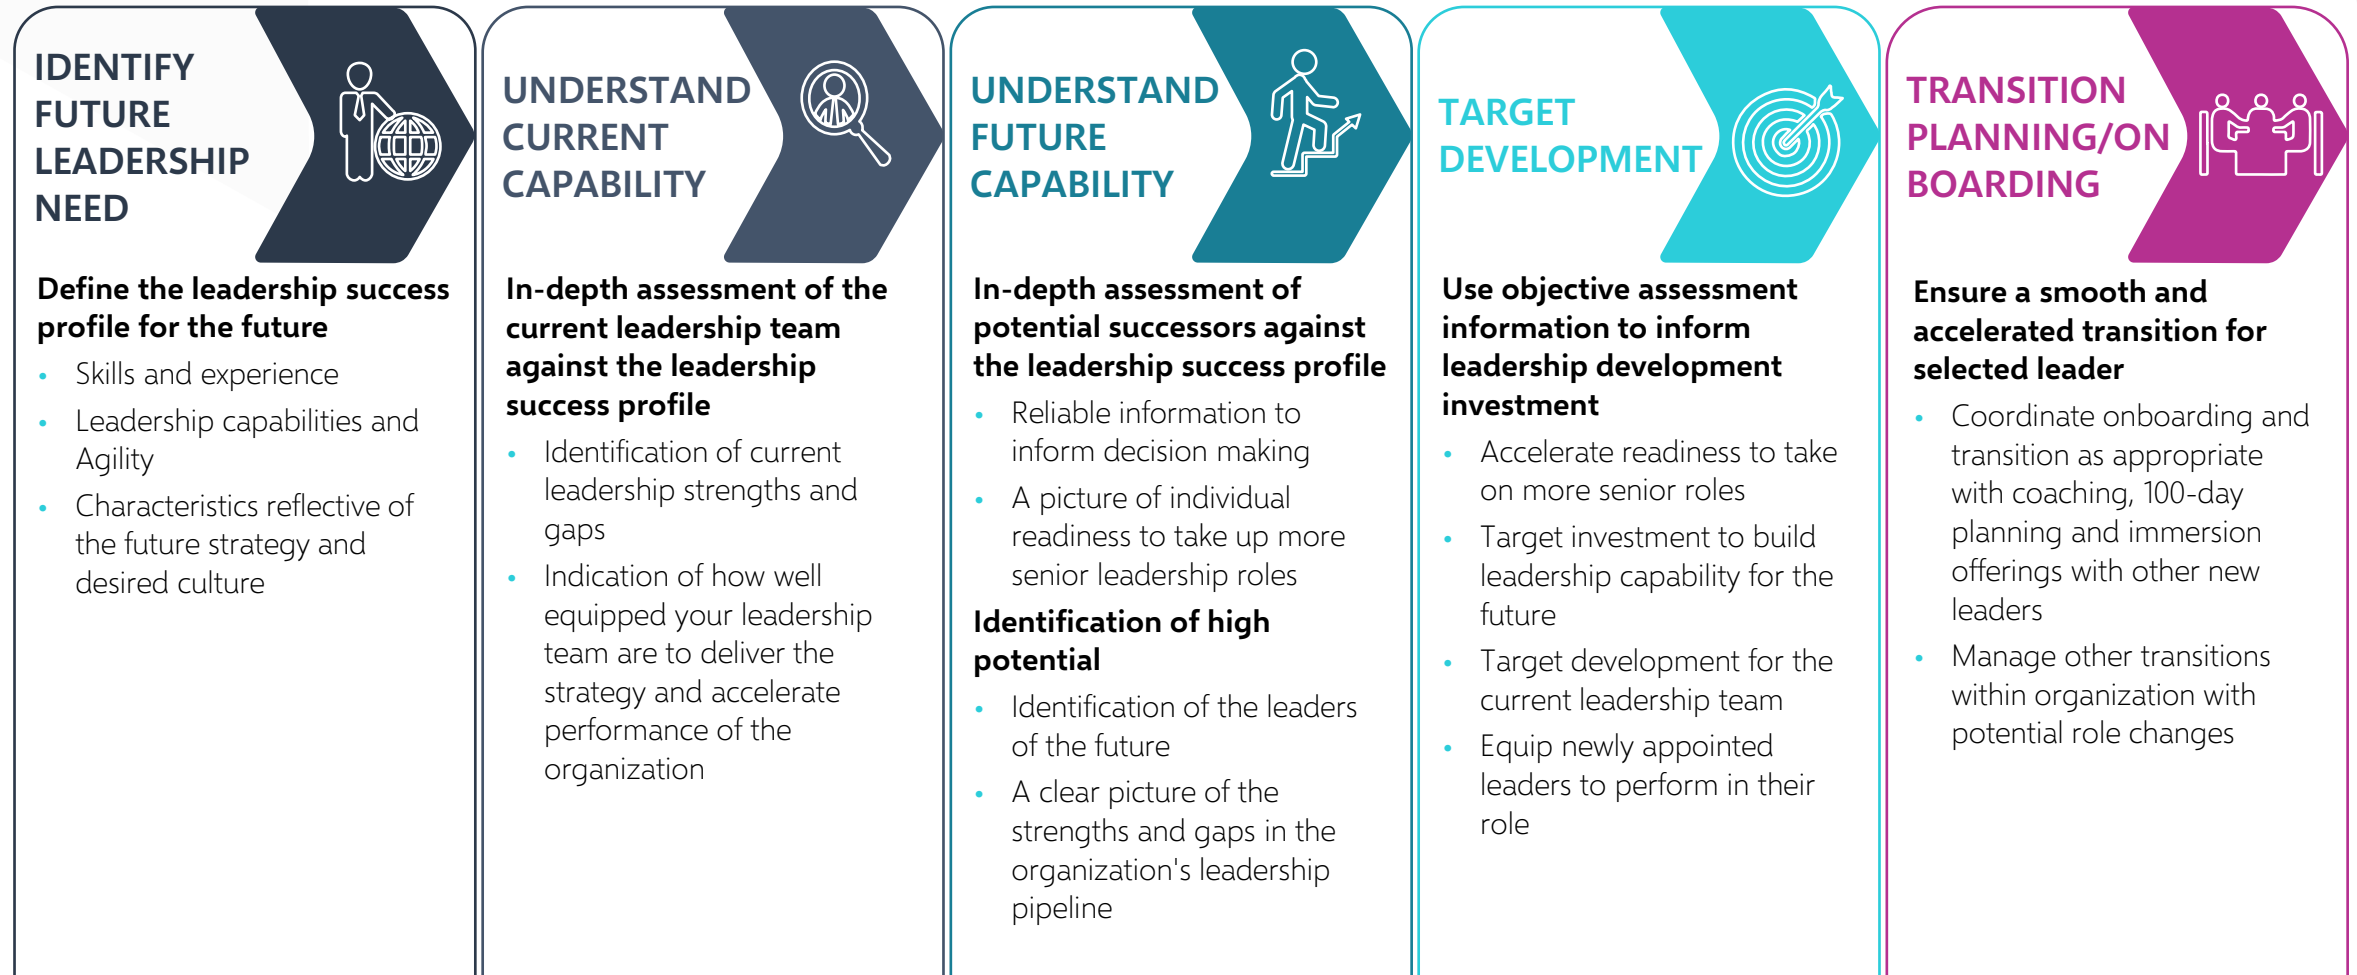 IDENTIFY
FUTURE
LEADERSHIP
NEED
Define the leadership success
profile for the future
• Skills and experience
• Leadership capabilities and
Agility
• Characteristics reflective of
the future strategy and
desired culture
UNDERSTAND
CURRENT
CAPABILITY
In-depth assessment of the
current leadership team
against the leadership
success profile
• Identification of current
leadership strengths and
gaps
• Indication of how well
equipped your leadership
team are to deliver the
strategy and accelerate
performance of the
organization
UNDERSTAND
FUTURE
CAPABILITY
In-depth assessment of
potential successors against
the leadership success profile
• Reliable information to
inform decision making
• A picture of individual
readiness to take up more
senior leadership roles
Identification of high
potential
• Identification of the leaders
of the future
• A clear picture of the
strengths and gaps in the
organization's leadership
pipeline
TARGET
DEVELOPMENT
Use objective assessment
information to inform
leadership development
investment
• Accelerate readiness to take
on more senior roles
• Target investment to build
leadership capability for the
future
• Target development for the
current leadership team
• Equip newly appointed
leaders to perform in their
role
TRANSITION
PLANNING/ON
BOARDING
Ensure a smooth and
accelerated transition for
selected leader
• Coordinate onboarding and
transition as appropriate
with coaching, 100-day
planning and immersion
offerings with other new
leaders
• Manage other transitions
within organization with
potential role changes